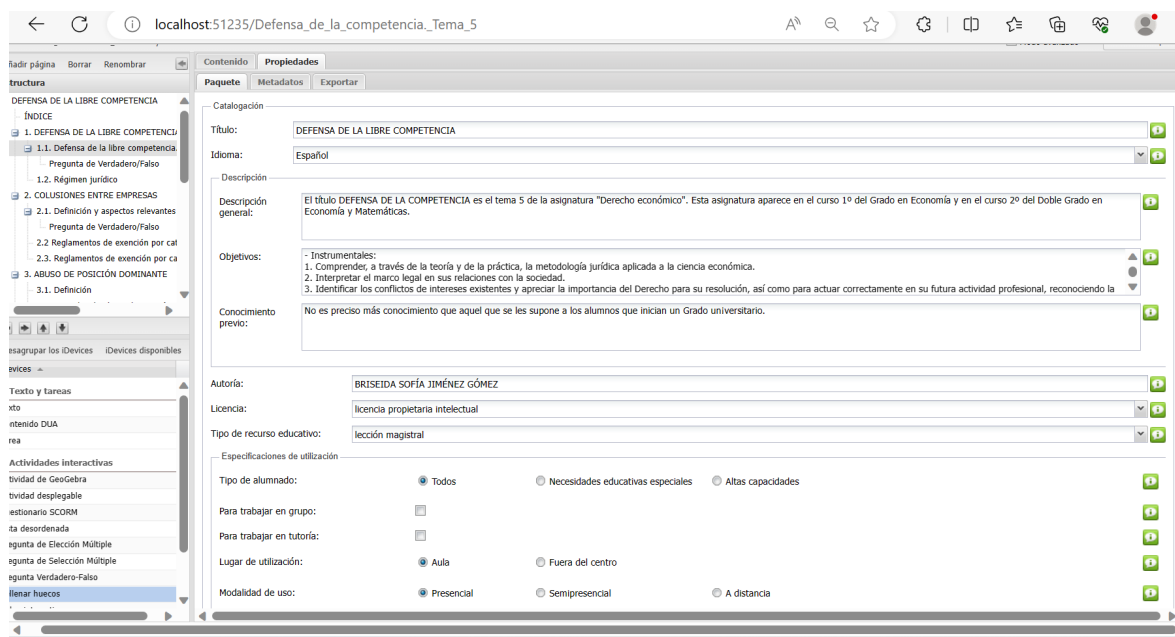 localhost:51235/Defensa_de_la_competencia._Tema_5
ñadir página Borrar Renombrar
Contenido Propiedades
tructura
Paquete Metadatos Exportar
DEFENSA DE LA LIBRE COMPETENCIA
ÍNDICE
1. DEFENSA DE LA LIBRE COMPETENCI
1.1. Defensa de la libre competencia.
Pregunta de Verdadero/Falso
1.2. Régimen jurídico
2. COLUSIONES ENTRE EMPRESAS
2.1. Definición y aspectos relevantes
Pregunta de Verdadero/Falso
2.2 Reglamentos de exención por cat
2.3. Reglamentos de exención por ca
3. ABUSO DE POSICIÓN DOMINANTE
3.1. Definición
esagrupar los iDevices iDevices disponibles
evices
Texto y tareas
xto
ntenido DUA
rea
Actividades interactivas
tividad de GeoGebra
tividad desplegable
estionario SCORM
sta desordenada
egunta de Elección Múltiple
egunta de Selección Múltiple
egunta Verdadero-Falso
llenar huecos
Catalogación
Título: DEFENSA DE LA LIBRE COMPETENCIA
Idioma: Español
Descripción
Descripción general: El título DEFENSA DE LA COMPETENCIA es el tema 5 de la asignatura "Derecho económico". Esta asignatura aparece en el curso 1º del Grado en Economía y en el curso 2º del Doble Grado en
Economía y Matemáticas.
Objetivos: - Instrumentales:
1. Comprender, a través de la teoría y de la práctica, la metodología jurídica aplicada a la ciencia económica.
2. Interpretar el marco legal en sus relaciones con la sociedad.
3. Identificar los conflictos de intereses existentes y apreciar la importancia del Derecho para su resolución, así como para actuar correctamente en su futura actividad profesional, reconociendo la
Conocimiento previo: No es preciso más conocimiento que aquel que se les supone a los alumnos que inician un Grado universitario.
Autoría: BRISEIDA SOFÍA JIMÉNEZ GÓMEZ
Licencia: licencia propietaria intelectual
Tipo de recurso educativo: lección magistral
Especificaciones de utilización
Tipo de alumnado: Todos Necesidades educativas especiales Altas capacidades
Para trabajar en grupo:
Para trabajar en tutoría:
Lugar de utilización: Aula Fuera del centro
Modalidad de uso: Presencial Semipresencial A distancia